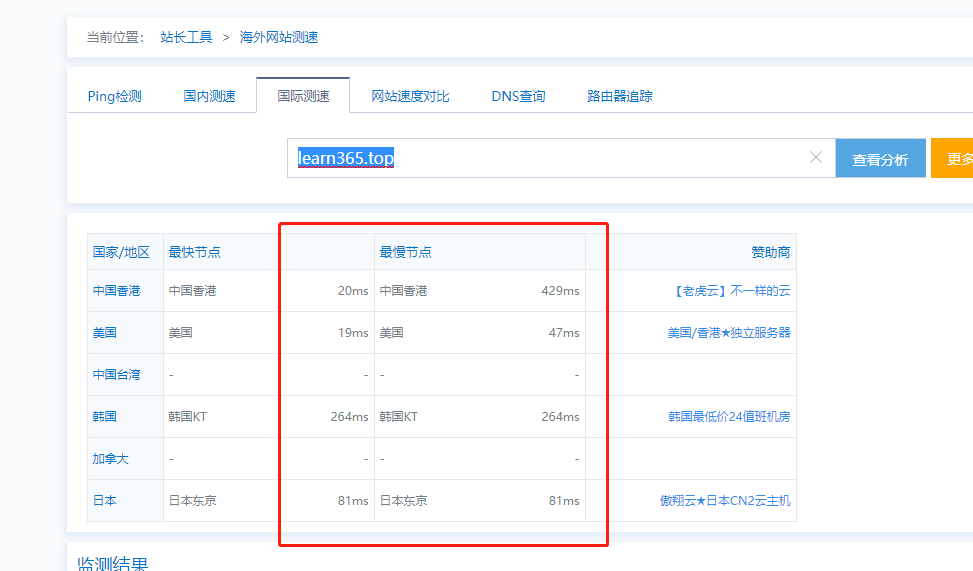 当前位置： 站长工具 > 海外网站测速
Ping检测 国内测速 国际测速 网站速度对比 DNS查询 路由器追踪
learn365.top 查看分析 更多
国家/地区 最快节点 最慢节点 赞助商
中国香港 中国香港 20ms 中国香港 429ms 【老虎云】不一样的云
美国 美国 19ms 美国 47ms 美国/香港★独立服务器
中国台湾 - - - -
韩国 韩国KT 264ms 韩国KT 264ms 韩国最低价24值班机房
加拿大 - - - -
日本 日本东京 81ms 日本东京 81ms 傲翔云★日本CN2云主机
监测结果